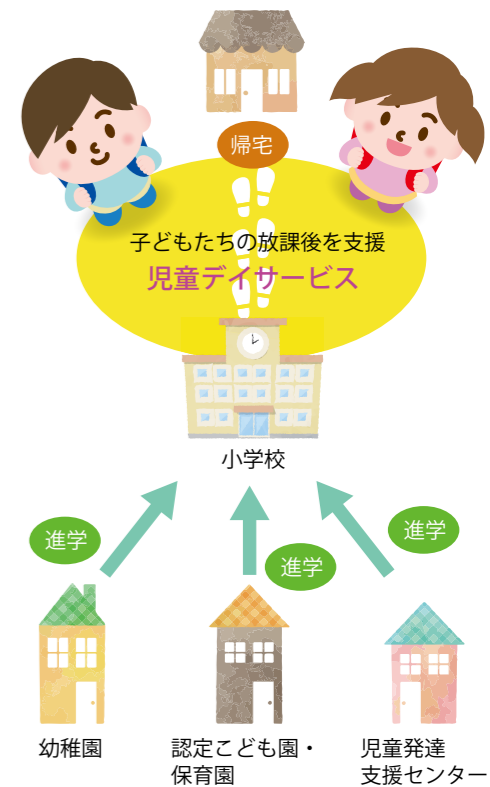 帰宅
子どもたちの放課後を支援
児童デイサービス
小学校
進学
進学
進学
幼稚園
認定こども園・
保育園
児童発達
支援センター